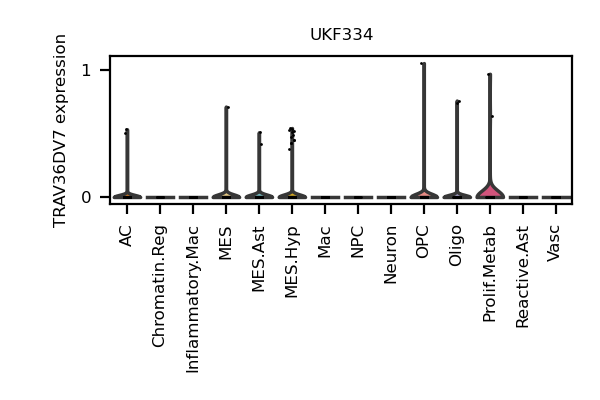 UKF334
TRAV36DV7 expression
1
0
AC
Chromatin.Reg
Inflammatory.Mac
MES
MES.Ast
MES.Hyp
Mac
NPC
Neuron
OPC
Oligo
Prolif.Metab
Reactive.Ast
Vasc